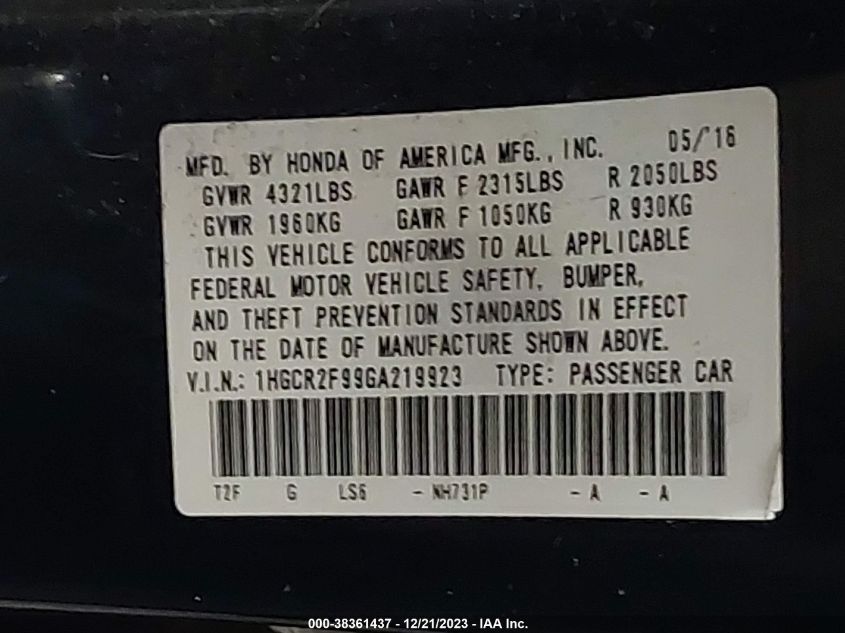 MFD. BY HONDA OF AMERICA MFG., INC. 05/16
GVWR 4321LBS GAWR F 2315LBS R 2050LBS
GVWR 1960KG GAWR F 1050KG R 930KG
THIS VEHICLE CONFORMS TO ALL APPLICABLE
FEDERAL MOTOR VEHICLE SAFETY, BUMPER,
AND THEFT PREVENTION STANDARDS IN EFFECT
ON THE DATE OF MANUFACTURE SHOWN ABOVE.
V.I.N.: 1HGCR2F99GA219923 TYPE: PASSENGER CAR
T2F G LS6 - NH731P - A - A
000-38361437 - 12/21/2023 - IAA Inc.